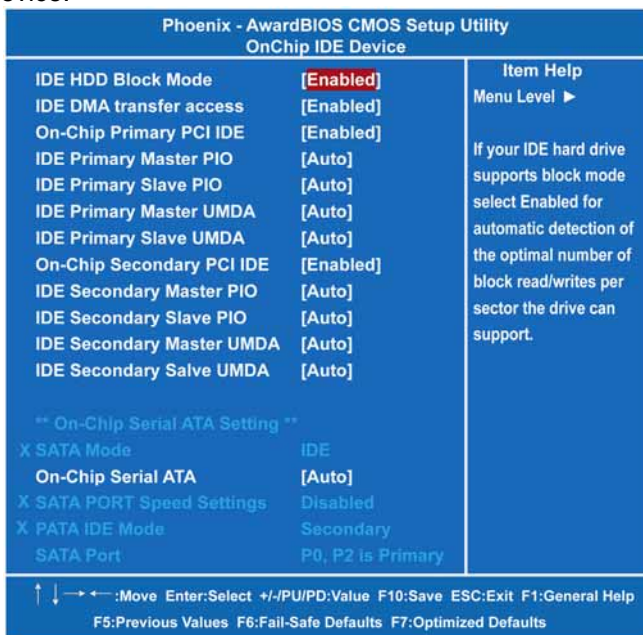 Phoenix - AwardBIOS CMOS Setup Utility
OnChip IDE Device
IDE HDD Block Mode [Enabled]
IDE DMA transfer access [Enabled]
On-Chip Primary PCI IDE [Enabled]
IDE Primary Master PIO [Auto]
IDE Primary Slave PIO [Auto]
IDE Primary Master UMDA [Auto]
IDE Primary Slave UMDA [Auto]
On-Chip Secondary PCI IDE [Enabled]
IDE Secondary Master PIO [Auto]
IDE Secondary Slave PIO [Auto]
IDE Secondary Master UMDA [Auto]
IDE Secondary Salve UMDA [Auto]
** On-Chip Serial ATA Setting **
X SATA Mode IDE
On-Chip Serial ATA [Auto]
X SATA PORT Speed Settings Disabled
X PATA IDE Mode Secondary
SATA Port P0, P2 is Primary
Item Help
Menu Level ►
If your IDE hard drive
supports block mode
select Enabled for
automatic detection of
the optimal number of
block read/writes per
sector the drive can
support.
↑ ↓ → ← :Move Enter:Select +/-/PU/PD:Value F10:Save ESC:Exit F1:General Help
F5:Previous Values F6:Fail-Safe Defaults F7:Optimized Defaults